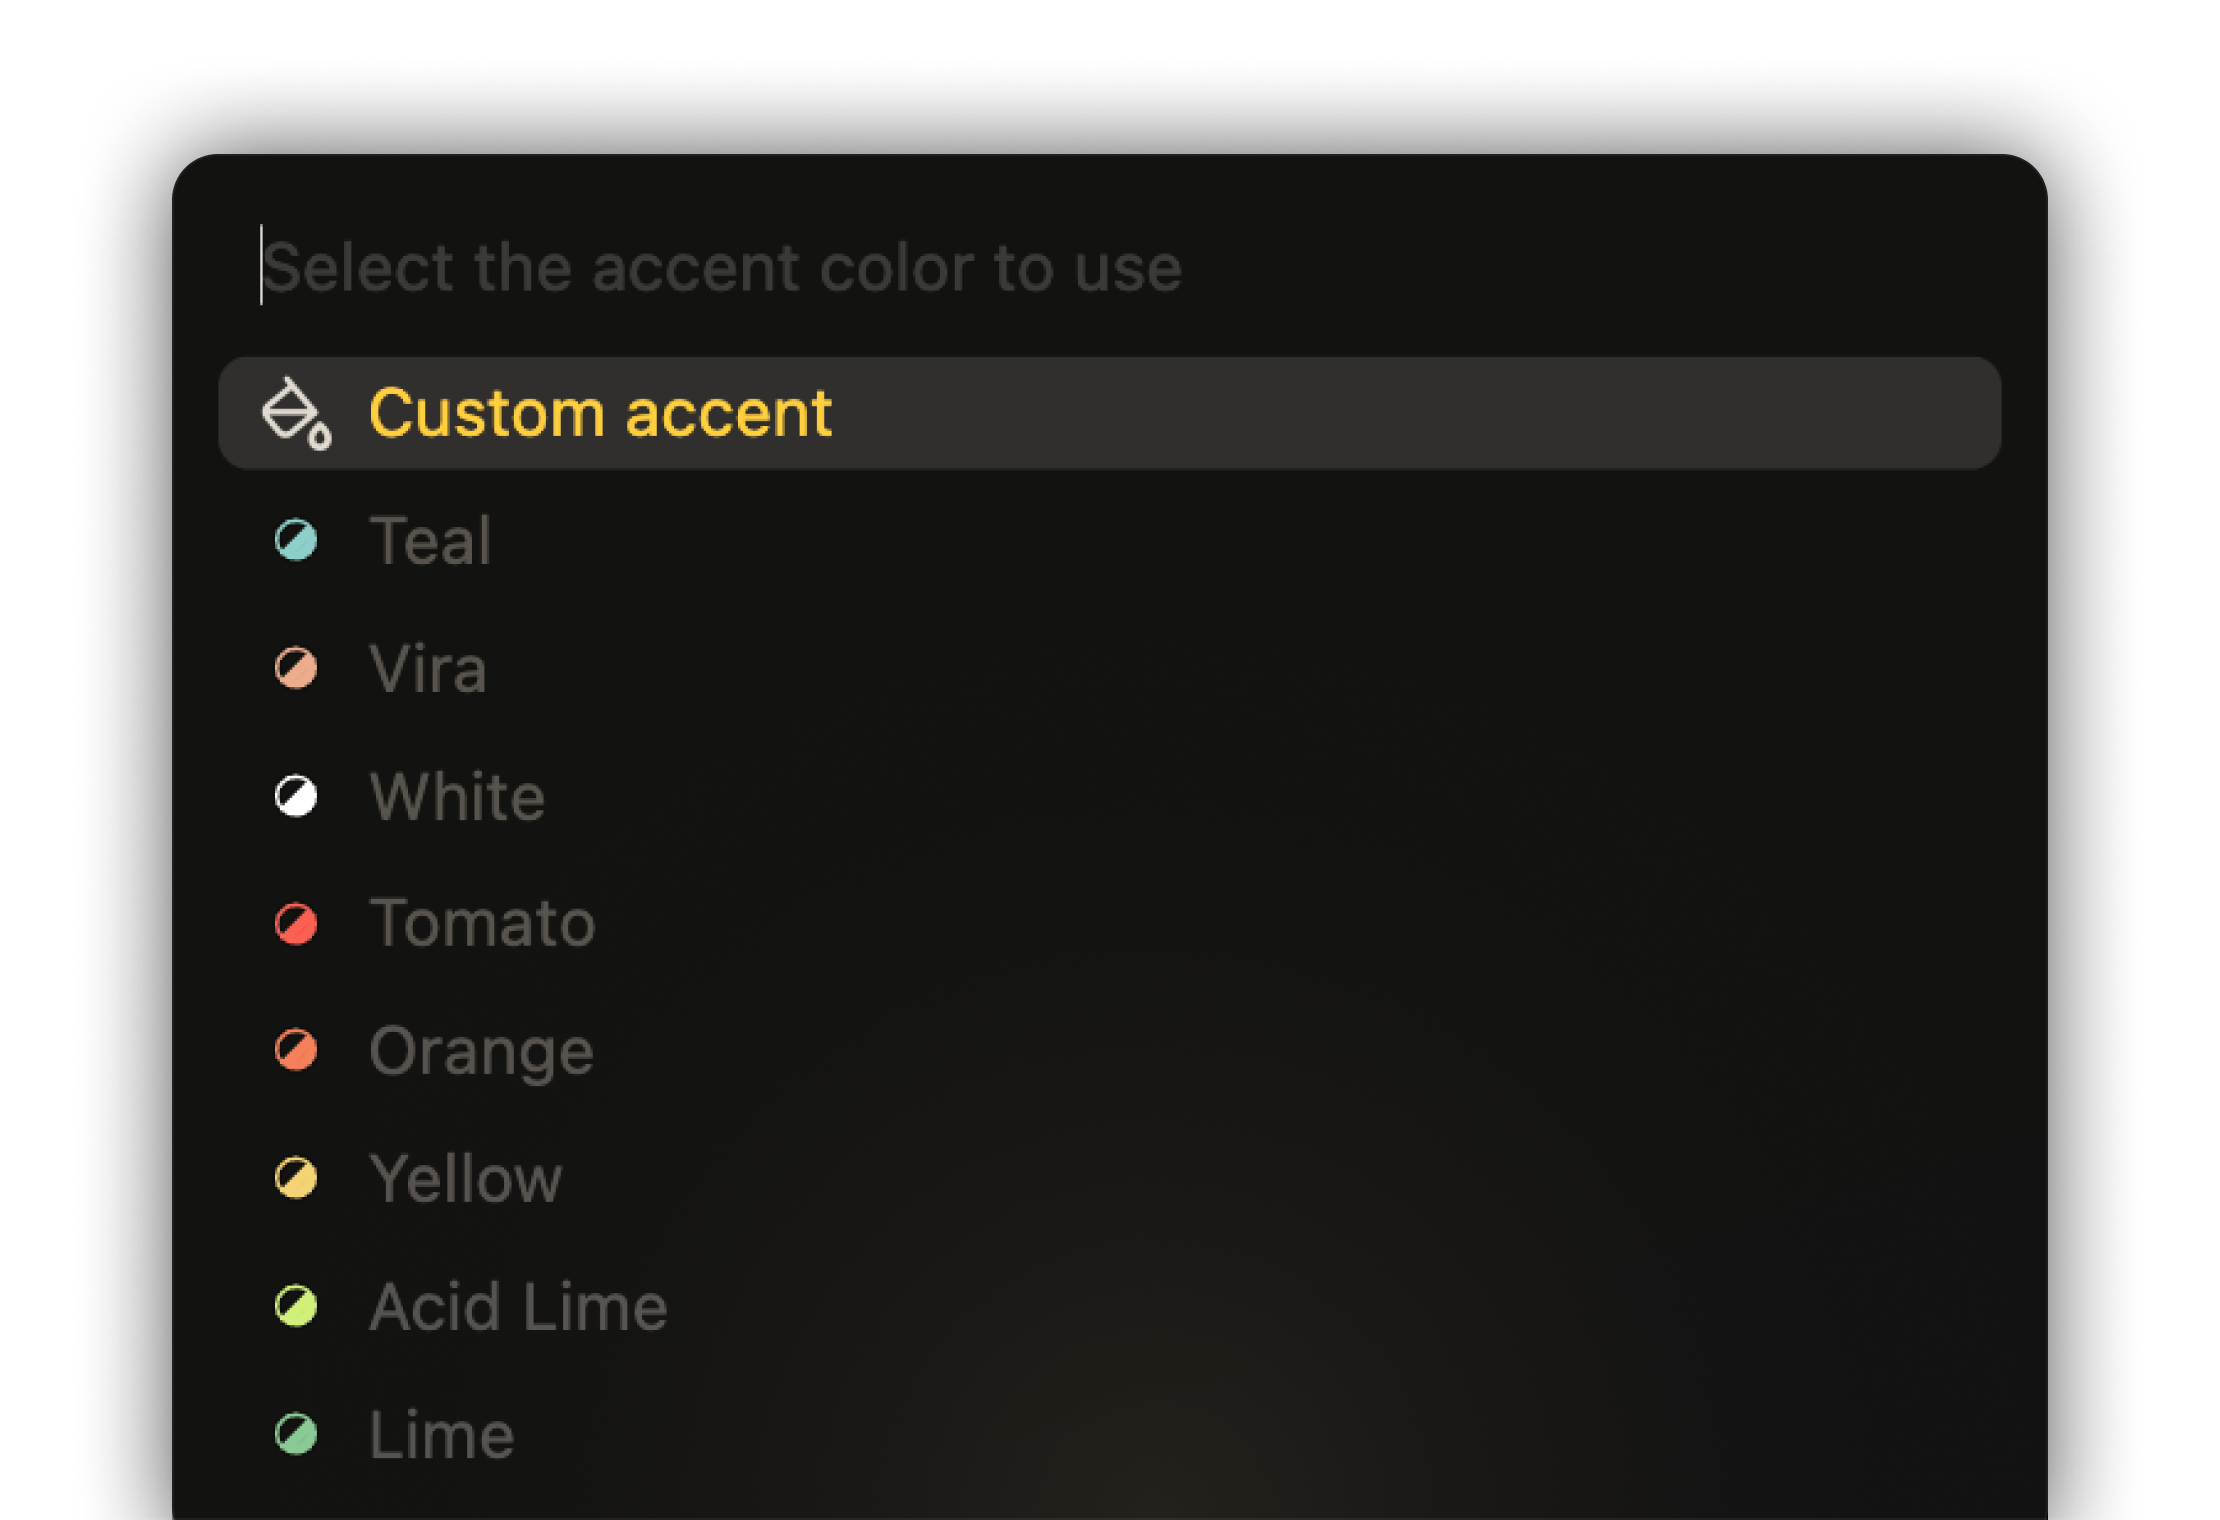 Select the accent color to use
Custom accent
Teal
Vira
White
Tomato
Orange
Yellow
Acid Lime
Lime